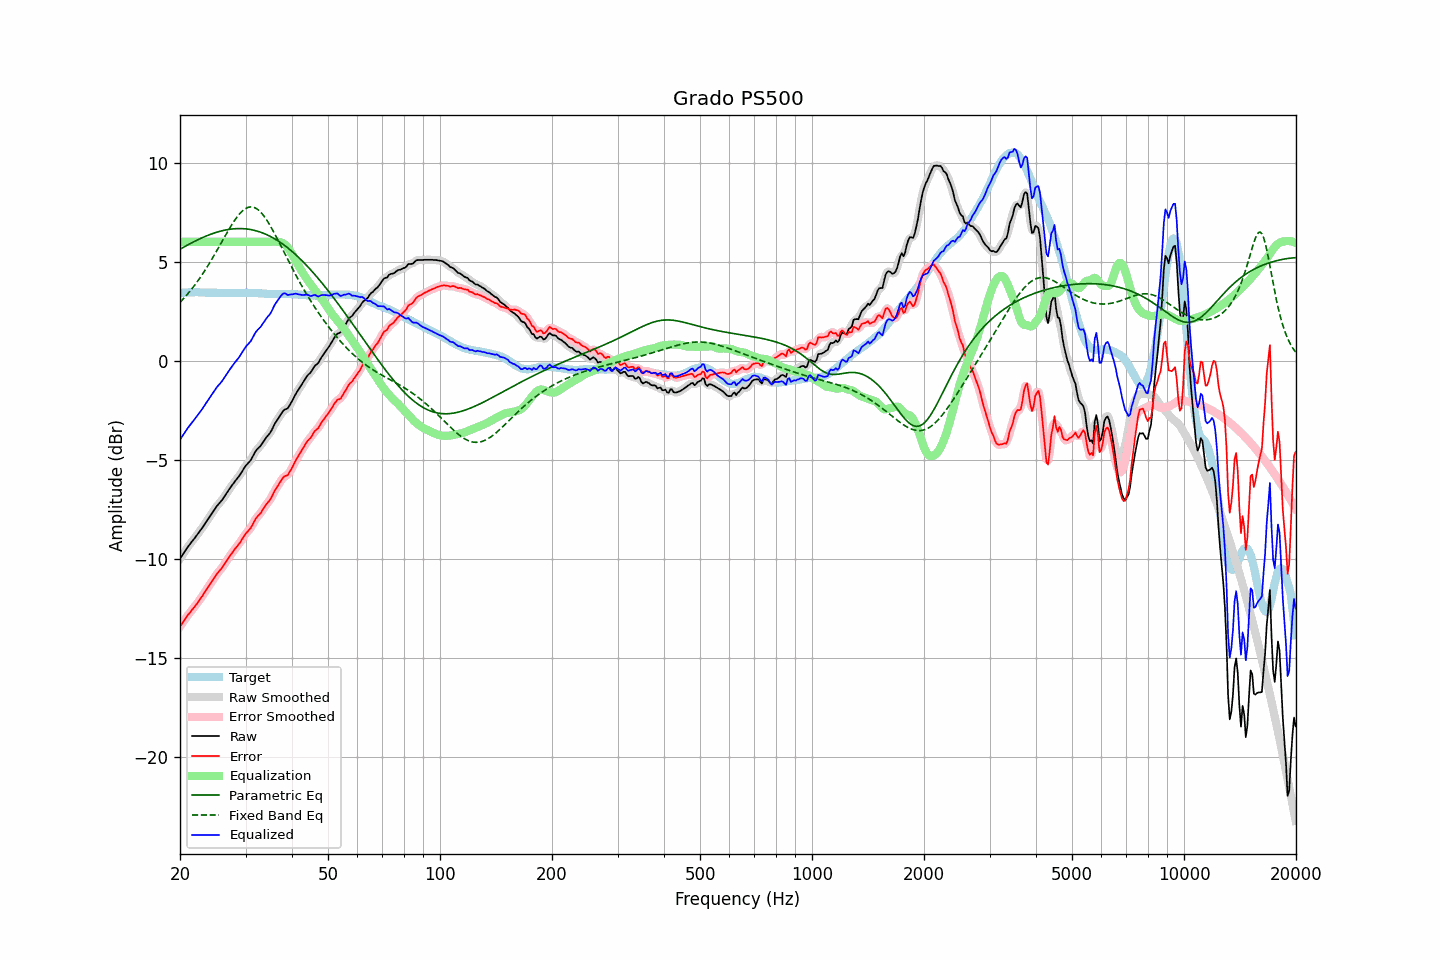 Grado PS500
10
5
0
−5
−10
−15
−20
Amplitude (dBr)
Target
Raw Smoothed
Error Smoothed
Raw
Error
Equalization
Parametric Eq
Fixed Band Eq
Equalized
20 50 100 200 500 1000 2000 5000 10000 20000
Frequency (Hz)